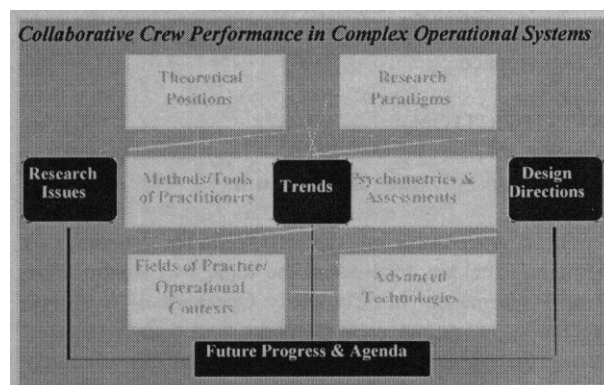 Collaborative Crew Performance in Complex Operational Systems
Theoretical
Positions
Research
Paradigms
Research
Issues
Methods/Tools
of Practitioners
Trends
Psychometrics &
Assessments
Design
Directions
Fields of Practice/
Operational
Contexts
Advanced
Technologies
Future Progress & Agenda